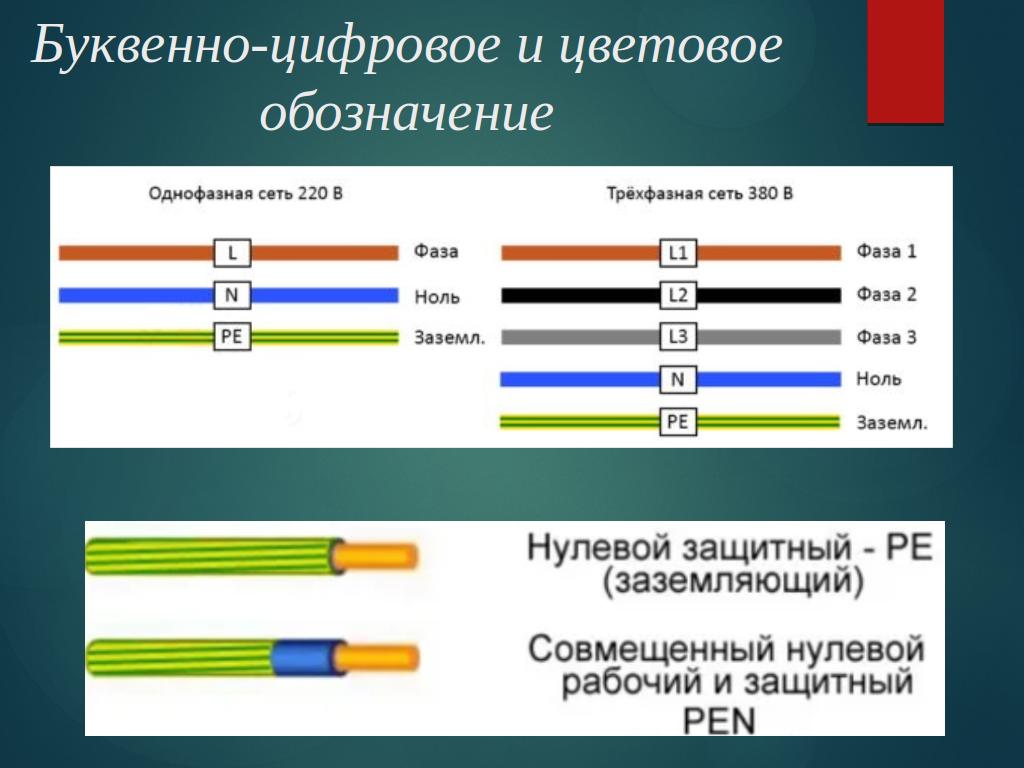 Буквенно-цифровое и цветовое
обозначение
Однофазная сеть 220 В
L Фаза
N Ноль
PE Заземл.
Трёхфазная сеть 380 В
L1 Фаза 1
L2 Фаза 2
L3 Фаза 3
N Ноль
PE Заземл.
Нулевой защитный - PE
(заземляющий)
Совмещенный нулевой
рабочий и защитный
PEN